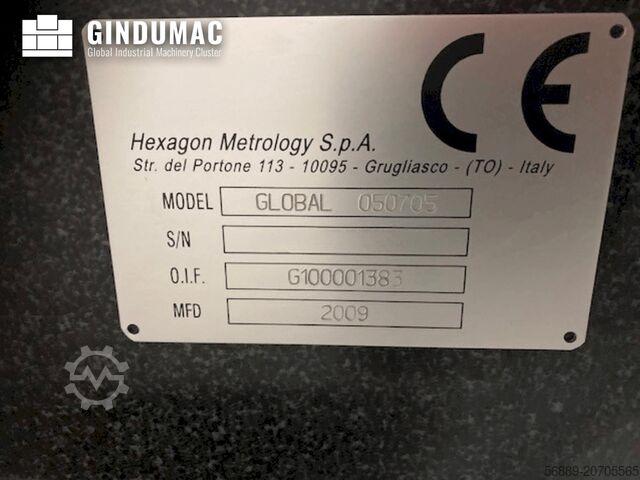 GINDUMAC
Global Industrial Machinery Cluster
CE
Hexagon Metrology S.p.A.
Str. del Portone 113 - 10095 - Grugliasco - (TO) - Italy
MODEL GLOBAL 050705
S/N
O.I.F. G100001383
MFD 2009
56889-20705565